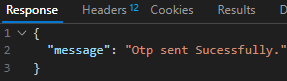 Response Headers 12 Cookies Results
1 {
2 "message": "Otp sent Sucessfully."
3 }